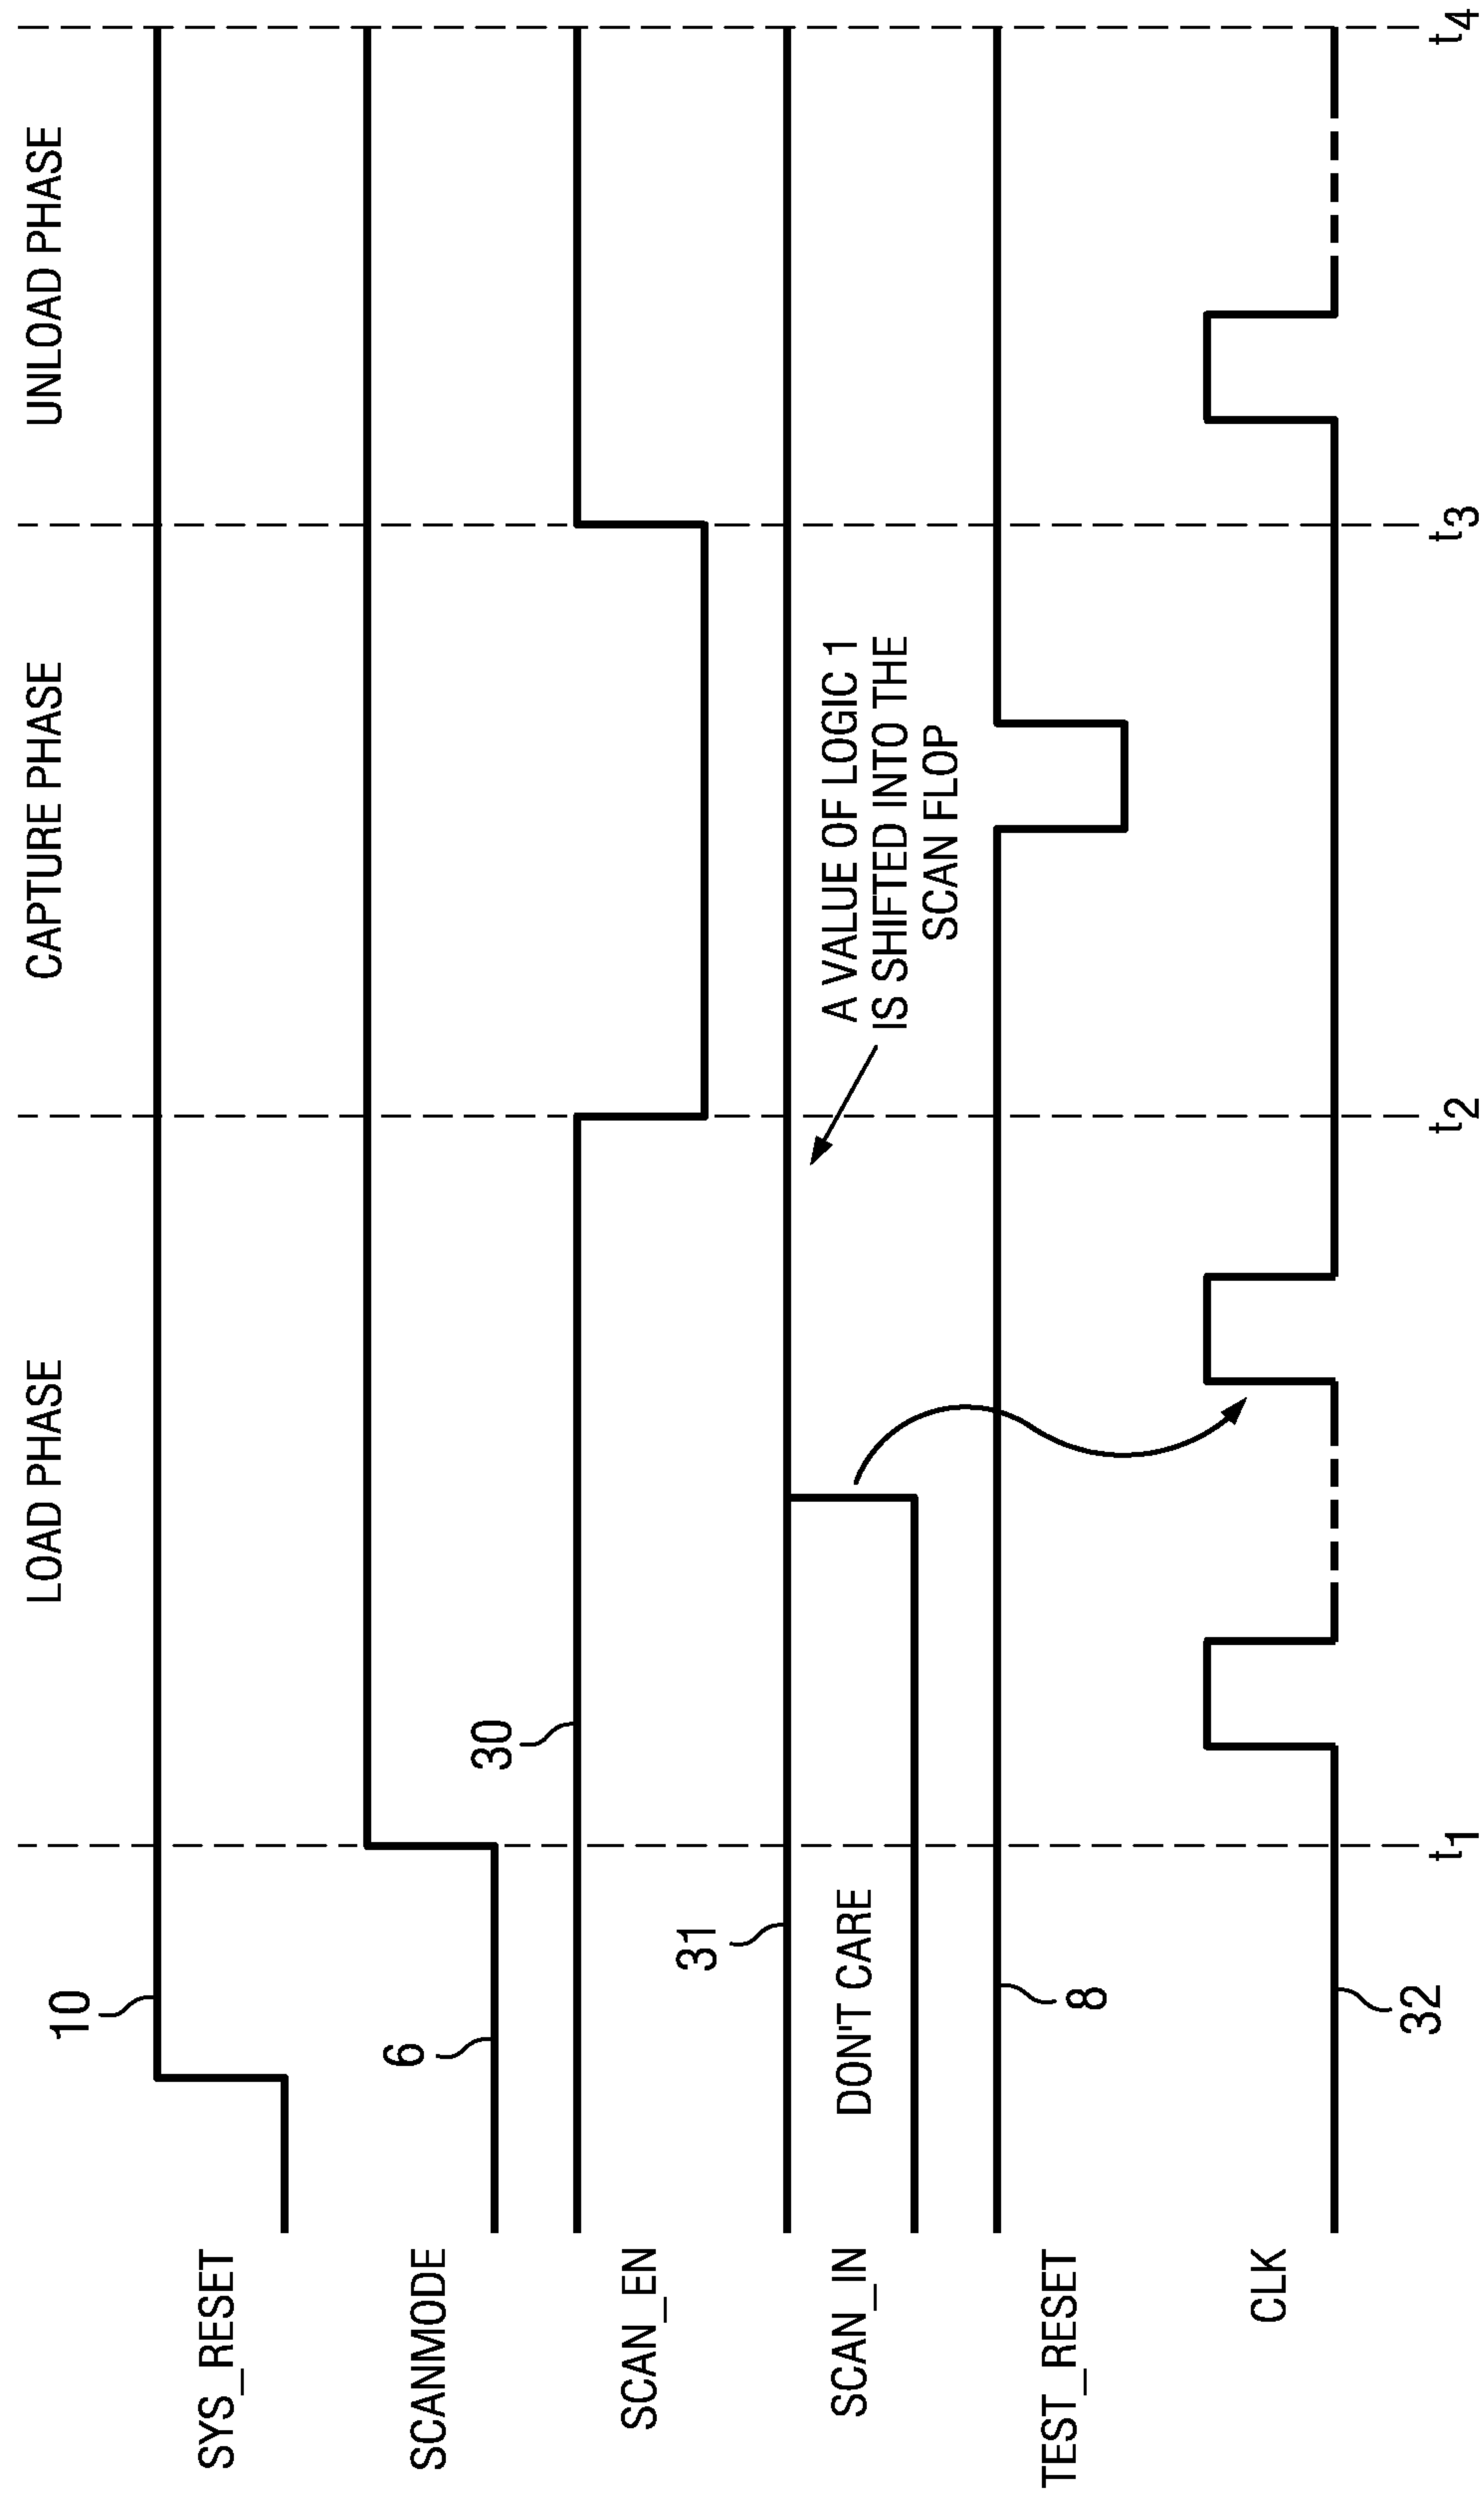 LOAD PHASE
CAPTURE PHASE
UNLOAD PHASE
SYS_RESET
10
SCANMODE
6
SCAN_EN
30
SCAN_IN
31
DON'T CARE
A VALUE OF LOGIC 1
IS SHIFTED INTO THE
SCAN FLOP
TEST_RESET
8
CLK
32
t1
t2
t3
t4